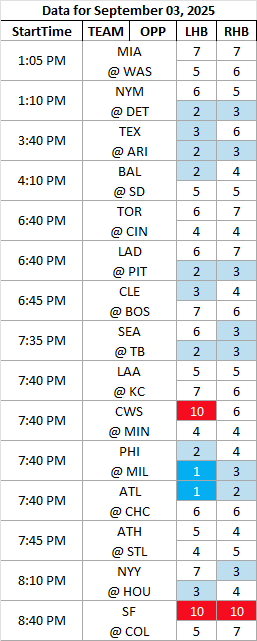 Data for September 03, 2025
StartTime TEAM OPP LHB RHB
1:05 PM MIA 7 7
@ WAS 5 6
1:10 PM NYM 6 5
@ DET 2 3
3:40 PM TEX 3 6
@ ARI 2 3
4:10 PM BAL 2 4
@ SD 5 5
6:40 PM TOR 6 7
@ CIN 4 4
6:40 PM LAD 6 7
@ PIT 2 3
6:45 PM CLE 3 4
@ BOS 7 6
7:35 PM SEA 6 3
@ TB 2 3
7:40 PM LAA 5 5
@ KC 7 6
7:40 PM CWS 10 6
@ MIN 4 4
7:40 PM PHI 2 4
@ MIL 1 3
7:40 PM ATL 1 2
@ CHC 6 6
7:45 PM ATH 5 4
@ STL 4 5
8:10 PM NYY 7 3
@ HOU 3 4
8:40 PM SF 10 10
@ COL 5 7